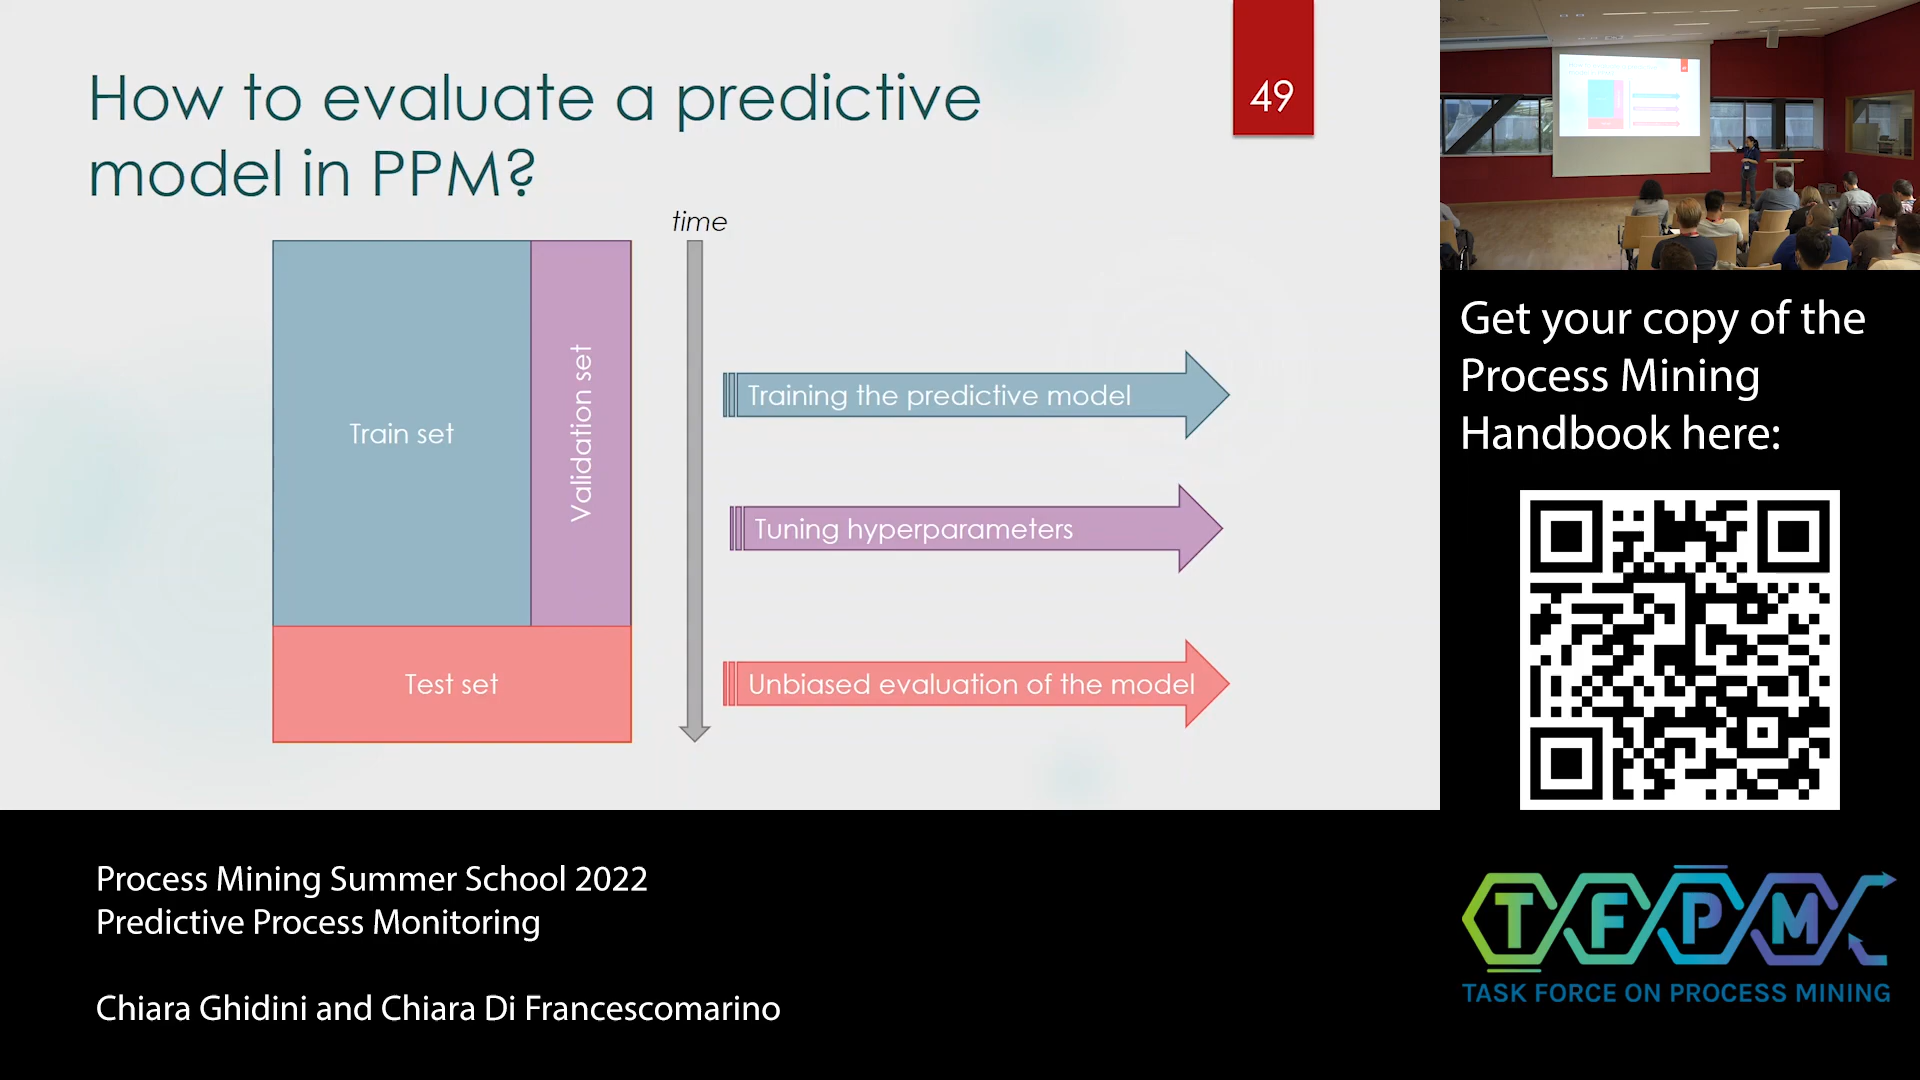 How to evaluate a predictive
model in PPM?
49
time
Train set
Validation set
Test set
Training the predictive model
Tuning hyperparameters
Unbiased evaluation of the model
Get your copy of the
Process Mining
Handbook here:
Process Mining Summer School 2022
Predictive Process Monitoring
Chiara Ghidini and Chiara Di Francescomarino
TFPM
TASK FORCE ON PROCESS MINING